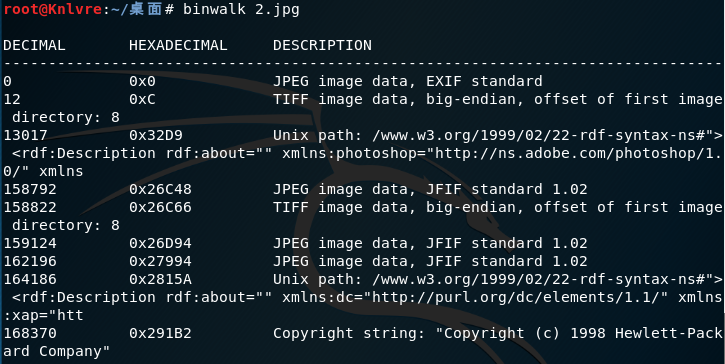 root@Knlvre:~/桌面# binwalk 2.jpg
DECIMAL HEXADECIMAL DESCRIPTION
--------------------------------------------------------------------------------
0 0x0 JPEG image data, EXIF standard
12 0xC TIFF image data, big-endian, offset of first image
directory: 8
13017 0x32D9 Unix path: /www.w3.org/1999/02/22-rdf-syntax-ns#">
<rdf:Description rdf:about="" xmlns:photoshop="http://ns.adobe.com/photoshop/1.
0/" xmlns
158792 0x26C48 JPEG image data, JFIF standard 1.02
158822 0x26C66 TIFF image data, big-endian, offset of first image
directory: 8
159124 0x26D94 JPEG image data, JFIF standard 1.02
162196 0x27994 JPEG image data, JFIF standard 1.02
164186 0x2815A Unix path: /www.w3.org/1999/02/22-rdf-syntax-ns#">
<rdf:Description rdf:about="" xmlns:dc="http://purl.org/dc/elements/1.1/" xmlns
:xap="htt
168370 0x291B2 Copyright string: "Copyright (c) 1998 Hewlett-Pack
ard Company"